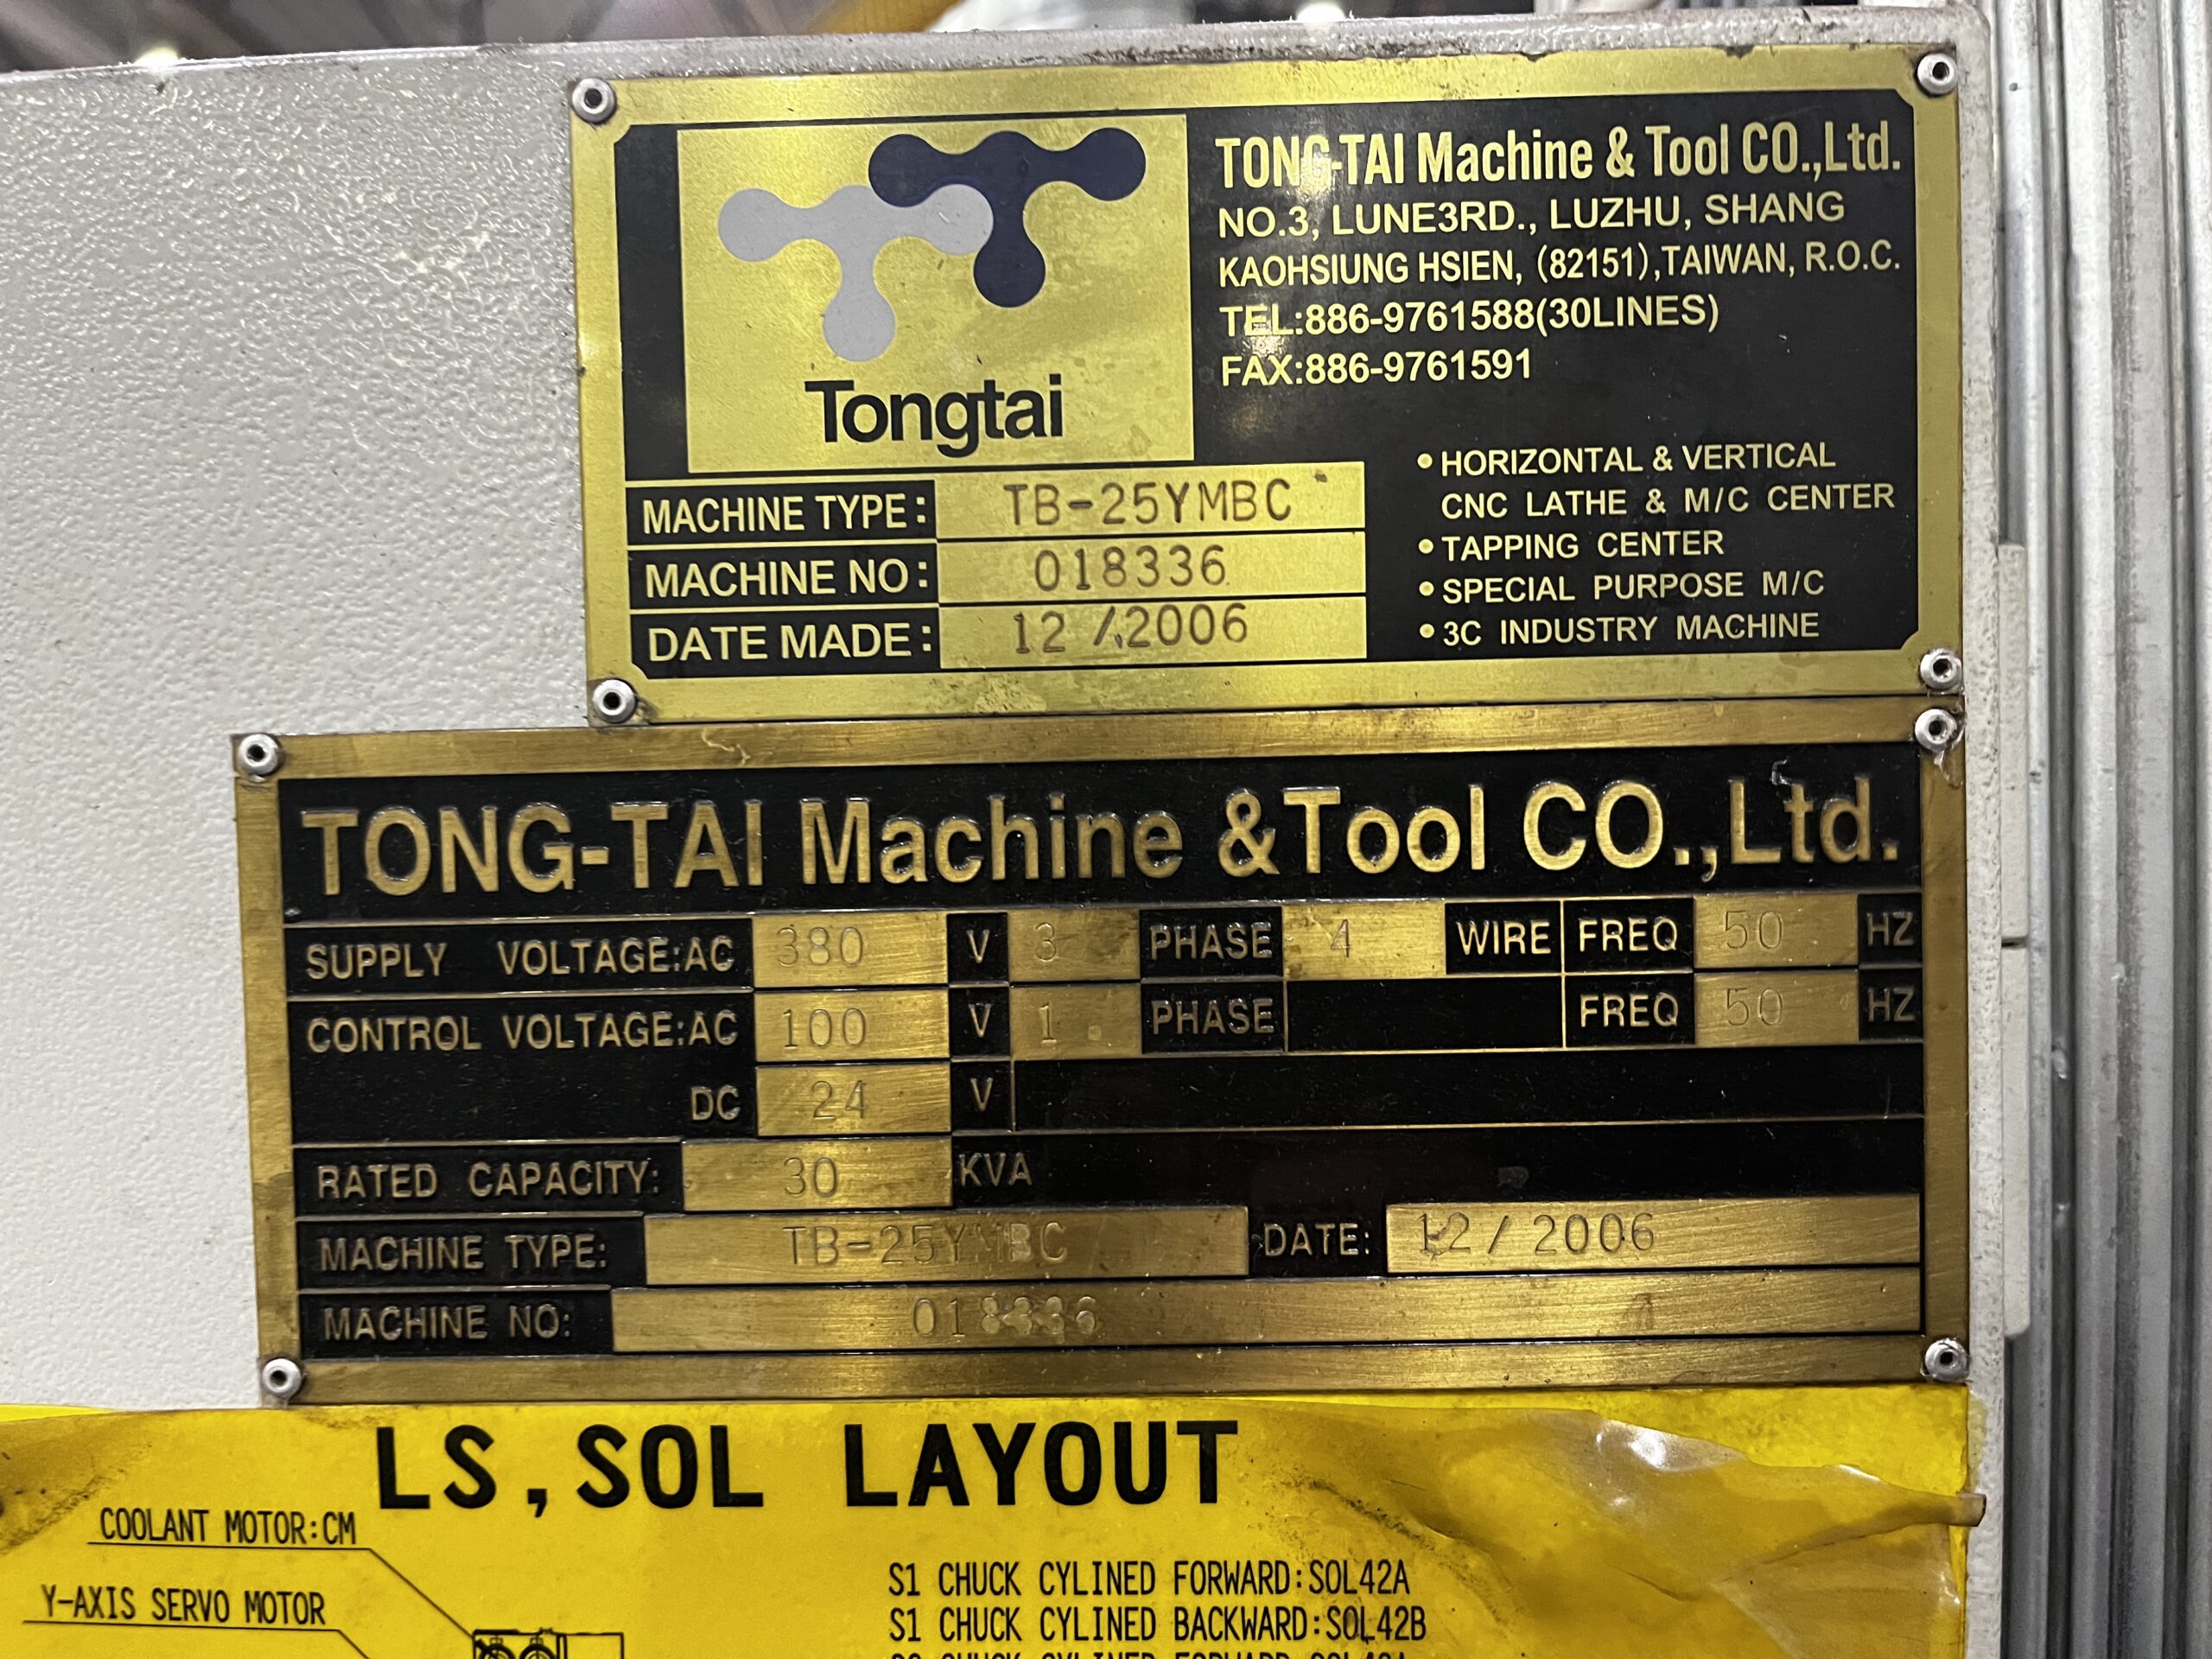 Tongtai
TONG-TAI Machine & Tool CO.,Ltd.
NO.3, LUNE3RD., LUZHU, SHANG
KAOHSIUNG HSIEN, (82151),TAIWAN, R.O.C.
TEL:886-9761588(30LINES)
FAX:886-9761591
• HORIZONTAL & VERTICAL
CNC LATHE & M/C CENTER
• TAPPING CENTER
• SPECIAL PURPOSE M/C
• 3C INDUSTRY MACHINE
MACHINE TYPE: TB-25YMBC
MACHINE NO: 018336
DATE MADE: 12 / 2006
TONG-TAI Machine &Tool CO.,Ltd.
SUPPLY VOLTAGE:AC 380 V 3 PHASE 4 WIRE FREQ 50 HZ
CONTROL VOLTAGE:AC 100 V 1 PHASE FREQ 50 HZ
DC 24 V
RATED CAPACITY: 30 KVA
MACHINE TYPE: TB-25YMBC DATE: 12/2006
MACHINE NO: 018336
LS,SOL LAYOUT
COOLANT MOTOR:CM
Y-AXIS SERVO MOTOR
S1 CHUCK CYLINED FORWARD:SOL42A
S1 CHUCK CYLINED BACKWARD:SOL42B